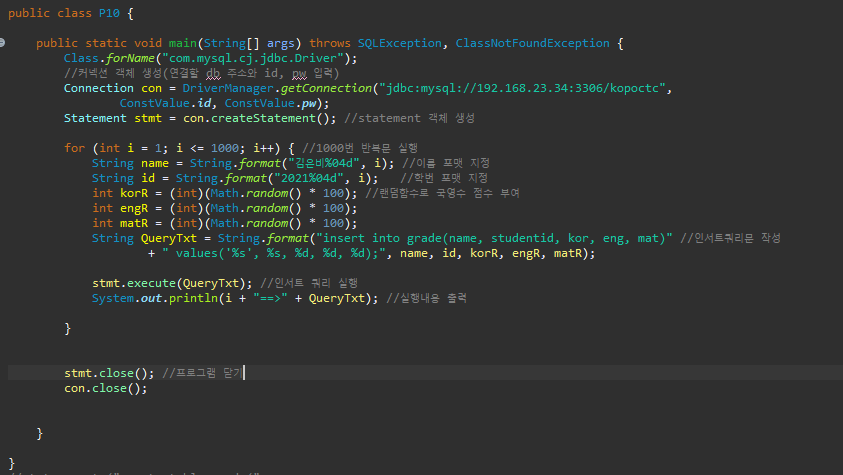 public class P10 {
public static void main(String[] args) throws SQLException, ClassNotFoundException {
Class.forName("com.mysql.cj.jdbc.Driver");
//커넥션 객체 생성(연결할 db 주소와 id, pw 입력)
Connection con = DriverManager.getConnection("jdbc:mysql://192.168.23.34:3306/kopoctc",
ConstValue.id, ConstValue.pw);
Statement stmt = con.createStatement(); //statement 객체 생성
for (int i = 1; i <= 1000; i++) { //1000번 반복문 실행
String name = String.format("김은비%04d", i); //이름 포맷 지정
String id = String.format("2021%04d", i); //학번 포맷 지정
int korR = (int)(Math.random() * 100); //랜덤함수로 국영수 점수 부여
int engR = (int)(Math.random() * 100);
int matR = (int)(Math.random() * 100);
String QueryTxt = String.format("insert into grade(name, studentid, kor, eng, mat)" //인서트쿼리문 작성
+ " values('%s', %s, %d, %d, %d);", name, id, korR, engR, matR);
stmt.execute(QueryTxt); //인서트 쿼리 실행
System.out.println(i + "==>" + QueryTxt); //실행내용 출력
}
stmt.close(); //프로그램 닫기
con.close();
}
}